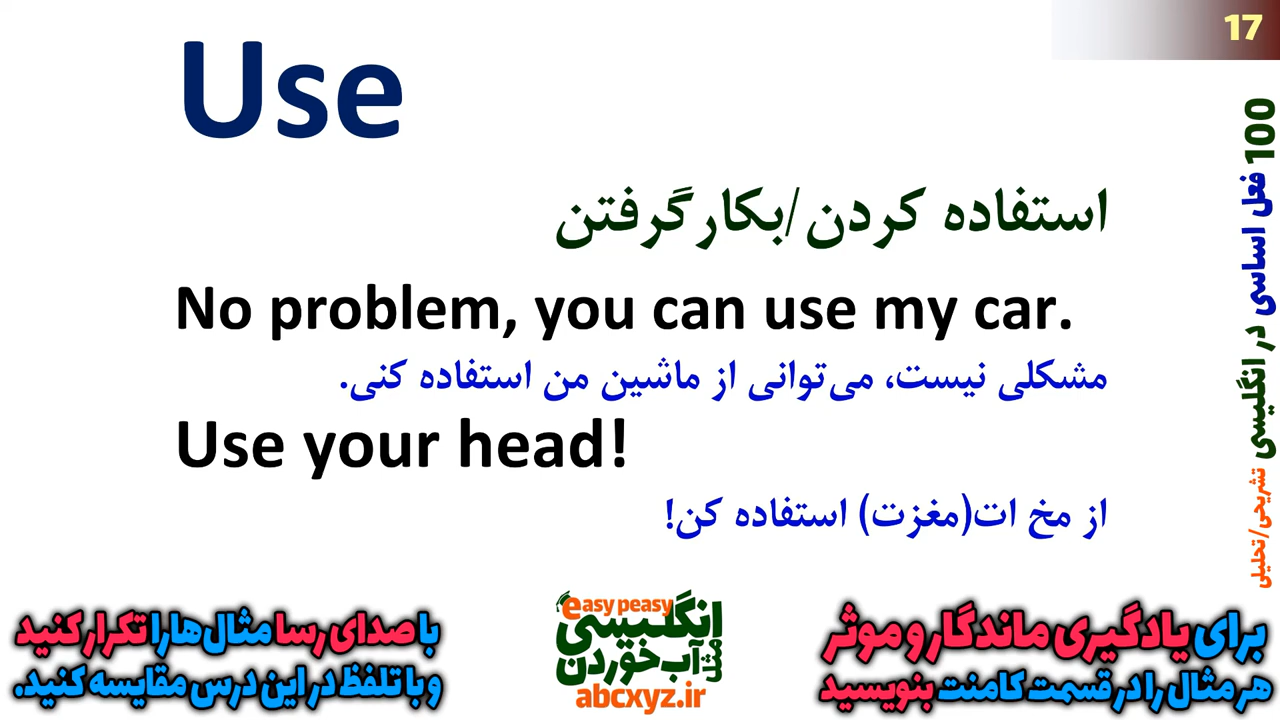 17
Use
استفاده کردن/بکارگرفتن
No problem, you can use my car.
مشکلی نیست، می‌توانی از ماشین من استفاده کنی.
Use your head!
از مخ ات(مغزت) استفاده کن!
100 فعل اساسی در انگلیسی
تشریحی/تحلیلی
برای یادگیری ماندگار و موثر
هر مثال را در قسمت کامنت بنویسید
easy peasy
انگلیسی
مثل آب خوردن
abcxyz.ir
با صدای رسا مثال‌ها را تکرار کنید
و با تلفظ در این درس مقایسه کنید.